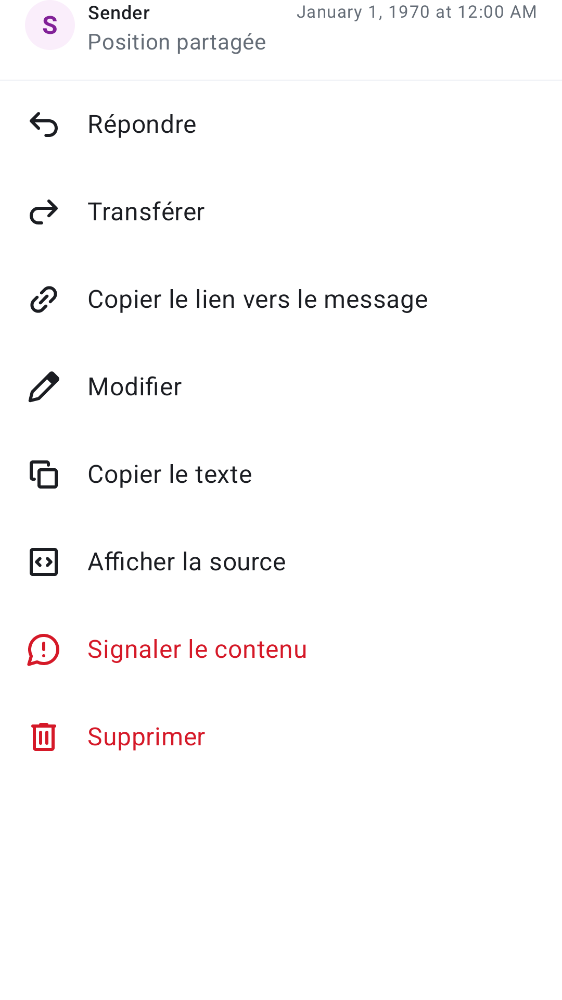 S
Sender
January 1, 1970 at 12:00 AM
Position partagée
Répondre
Transférer
Copier le lien vers le message
Modifier
Copier le texte
Afficher la source
Signaler le contenu
Supprimer